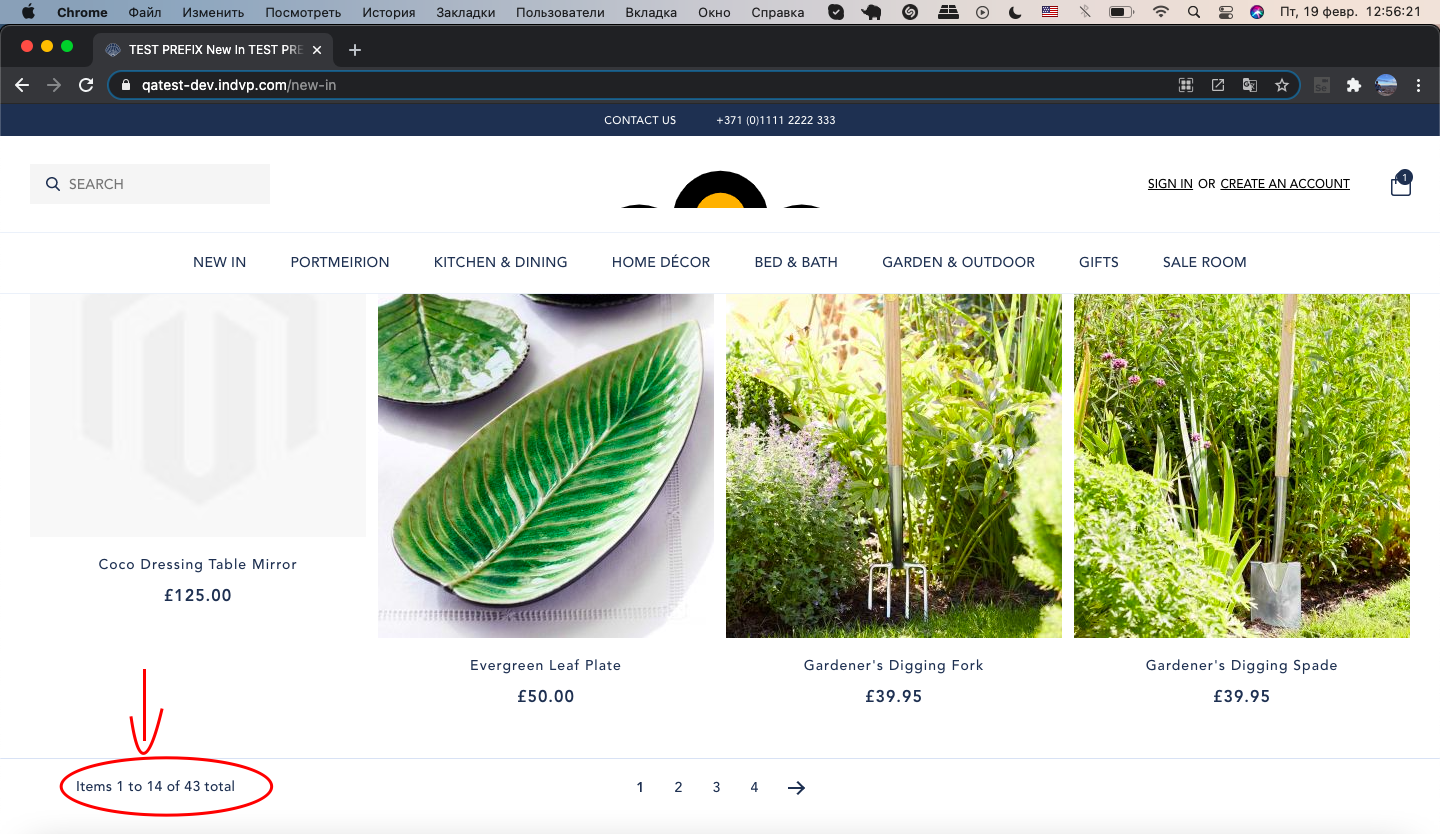 Chrome Файл Изменить Посмотреть История Закладки Пользователи Вкладка Окно Справка Пт, 19 февр. 12:56:21
TEST PREFIX New In TEST PRE
qatest-dev.indvp.com/new-in
CONTACT US +371 (0)1111 2222 333
SEARCH
SIGN IN OR CREATE AN ACCOUNT
1
NEW IN PORTMEIRION KITCHEN & DINING HOME DÉCOR BED & BATH GARDEN & OUTDOOR GIFTS SALE ROOM
Coco Dressing Table Mirror
£125.00
Evergreen Leaf Plate
£50.00
Gardener's Digging Fork
£39.95
Gardener's Digging Spade
£39.95
Items 1 to 14 of 43 total
1 2 3 4